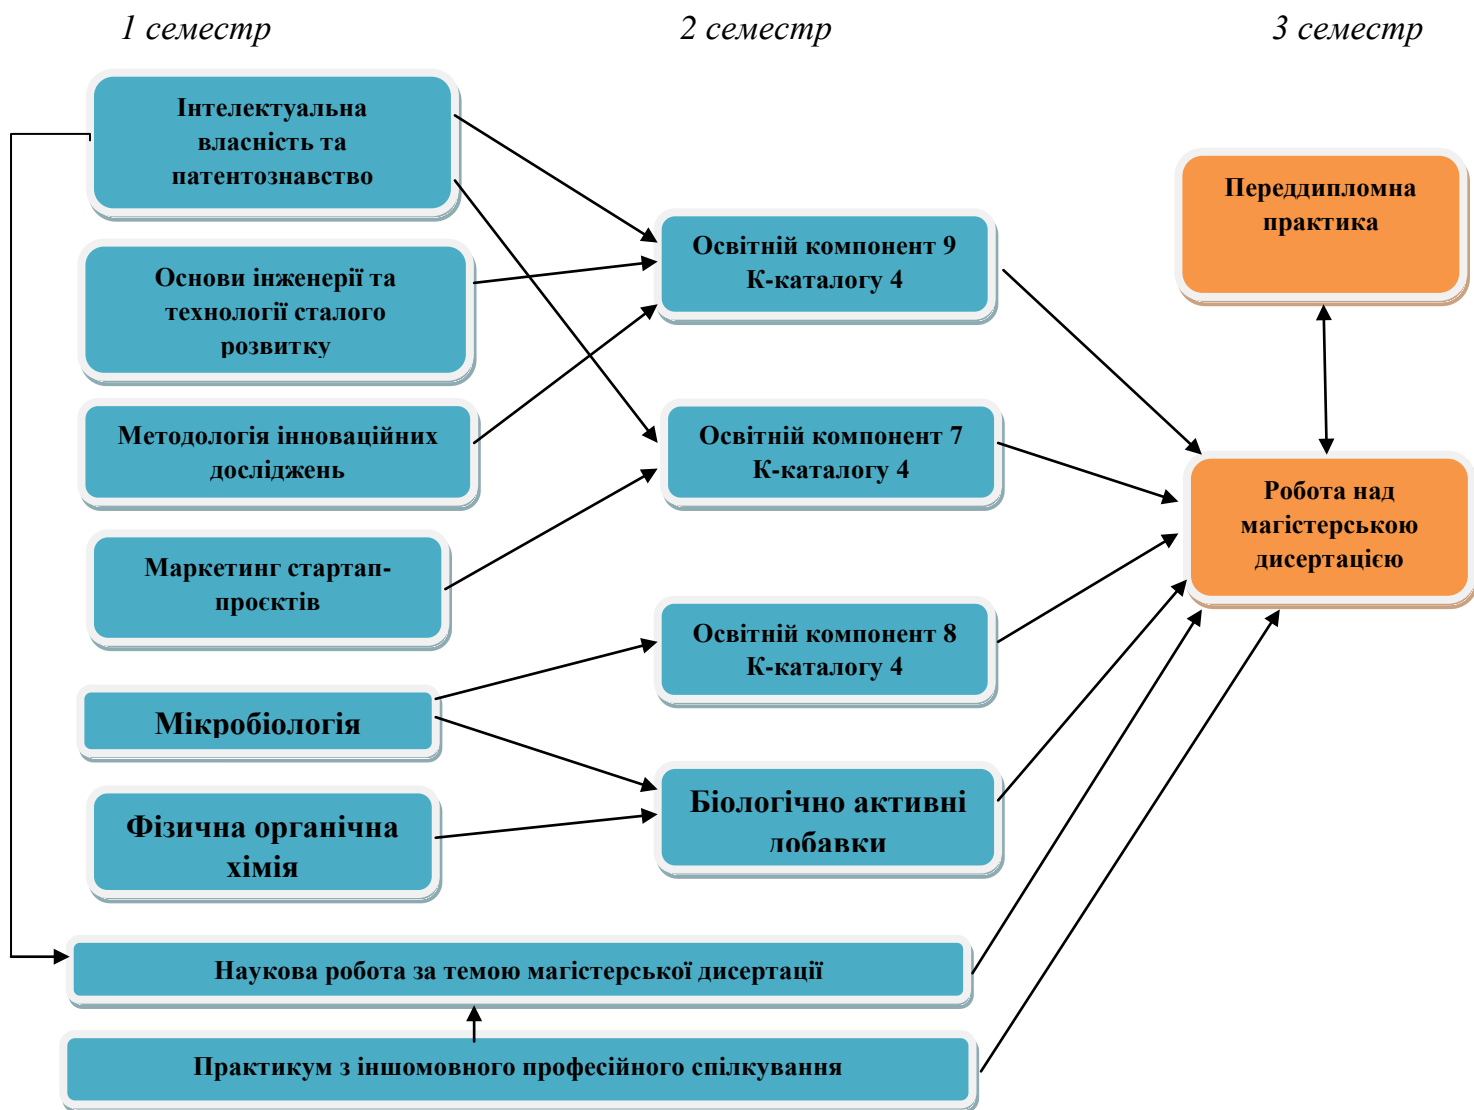 1 семестр
2 семестр
3 семестр
Інтелектуальна
власність та
патентознавство
Основи інженерії та
технології сталого
розвитку
Методологія інноваційних
досліджень
Маркетинг стартап-
проєктів
Мікробіологія
Фізична органічна
хімія
Освітній компонент 9
К-каталогу 4
Освітній компонент 7
К-каталогу 4
Освітній компонент 8
К-каталогу 4
Біологічно активні
добавки
Переддипломна
практика
Робота над
магістерською
дисертацією
Наукова робота за темою магістерської дисертації
Практикум з іншомовного професійного спілкування